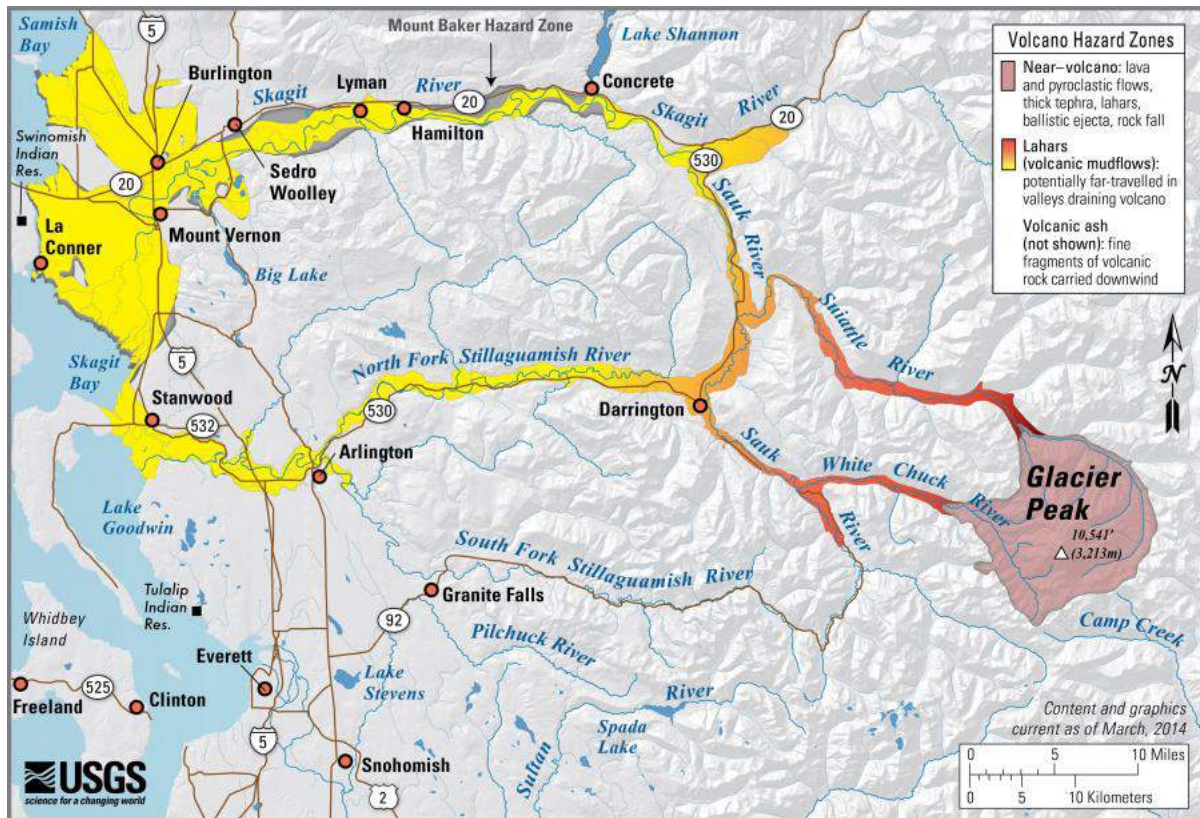 Samish
Bay
5
Burlington
Mount Baker Hazard Zone
Lake Shannon
Lyman
Concrete
Skagit
River
20
Hamilton
Skagit
River
20
Swinomish
Indian
Res.
Sedro
Woolley
20
530
La
Conner
Mount Vernon
Big Lake
Sauk
River
Suiattle
River
Skagit
Bay
5
North Fork Stillaguamish River
Stanwood
532
530
Darrington
Arlington
Sauk
River
White Chuck
River
Glacier
Peak
10,541'
(3,213m)
Lake
Goodwin
South Fork Stillaguamish River
Tulalip
Indian
Res.
Granite Falls
92
Pilchuck River
Camp Creek
Whidbey
Island
Everett
Lake
Stevens
River
Freeland
525
Clinton
Spada
Lake
Sultan
5
Snohomish
2
Volcano Hazard Zones
Near–volcano: lava
and pyroclastic flows,
thick tephra, lahars,
ballistic ejecta, rock fall
Lahars
(volcanic mudflows):
potentially far-travelled in
valleys draining volcano
Volcanic ash
(not shown): fine
fragments of volcanic
rock carried downwind
N
Content and graphics
current as of March, 2014
0 5 10 Miles
0 5 10 Kilometers
USGS
science for a changing world